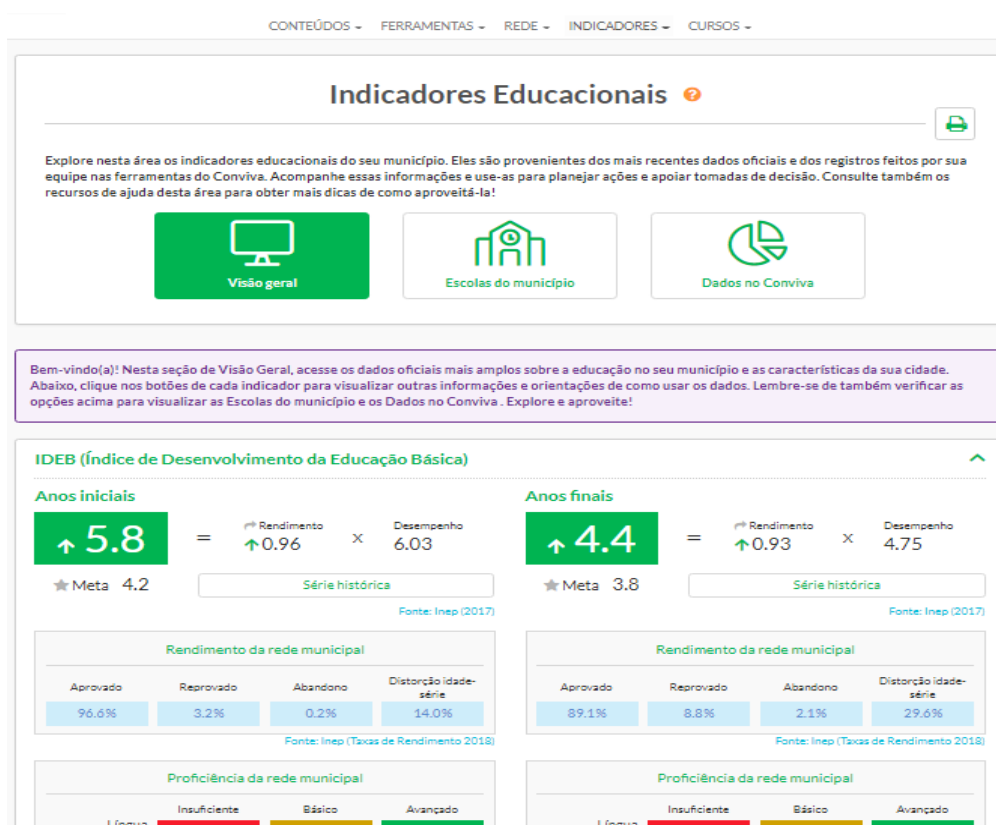 CONTEÚDOS FERRAMENTAS REDE INDICADORES CURSOS
Indicadores Educacionais ?
Explore nesta área os indicadores educacionais do seu município. Eles são provenientes dos mais recentes dados oficiais e dos registros feitos por sua
equipe nas ferramentas do Conviva. Acompanhe essas informações e use-as para planejar ações e apoiar tomadas de decisão. Consulte também os
recursos de ajuda desta área para obter mais dicas de como aproveitá-la!
Visão geral
Escolas do município
Dados no Conviva
Bem-vindo(a)! Nesta seção de Visão Geral, acesse os dados oficiais mais amplos sobre a educação no seu município e as características da sua cidade.
Abaixo, clique nos botões de cada indicador para visualizar outras informações e orientações de como usar os dados. Lembre-se de também verificar as
opções acima para visualizar as Escolas do município e os Dados no Conviva . Explore e aproveite!
IDEB (Índice de Desenvolvimento da Educação Básica)
Anos iniciais
Rendimento Desempenho
5.8 = 0.96 x 6.03
Meta 4.2 Série histórica
Fonte: Inep (2017)
Rendimento da rede municipal
Aprovado Reprovado Abandono Distorção idade-
série
96.6% 3.2% 0.2% 14.0%
Fonte: Inep (Taxas de Rendimento 2018)
Proficiência da rede municipal
Insuficiente Básico Avançado
Língua
Anos finais
Rendimento Desempenho
4.4 = 0.93 x 4.75
Meta 3.8 Série histórica
Fonte: Inep (2017)
Rendimento da rede municipal
Aprovado Reprovado Abandono Distorção idade-
série
89.1% 8.8% 2.1% 29.6%
Fonte: Inep (Taxas de Rendimento 2018)
Proficiência da rede municipal
Insuficiente Básico Avançado
Língua